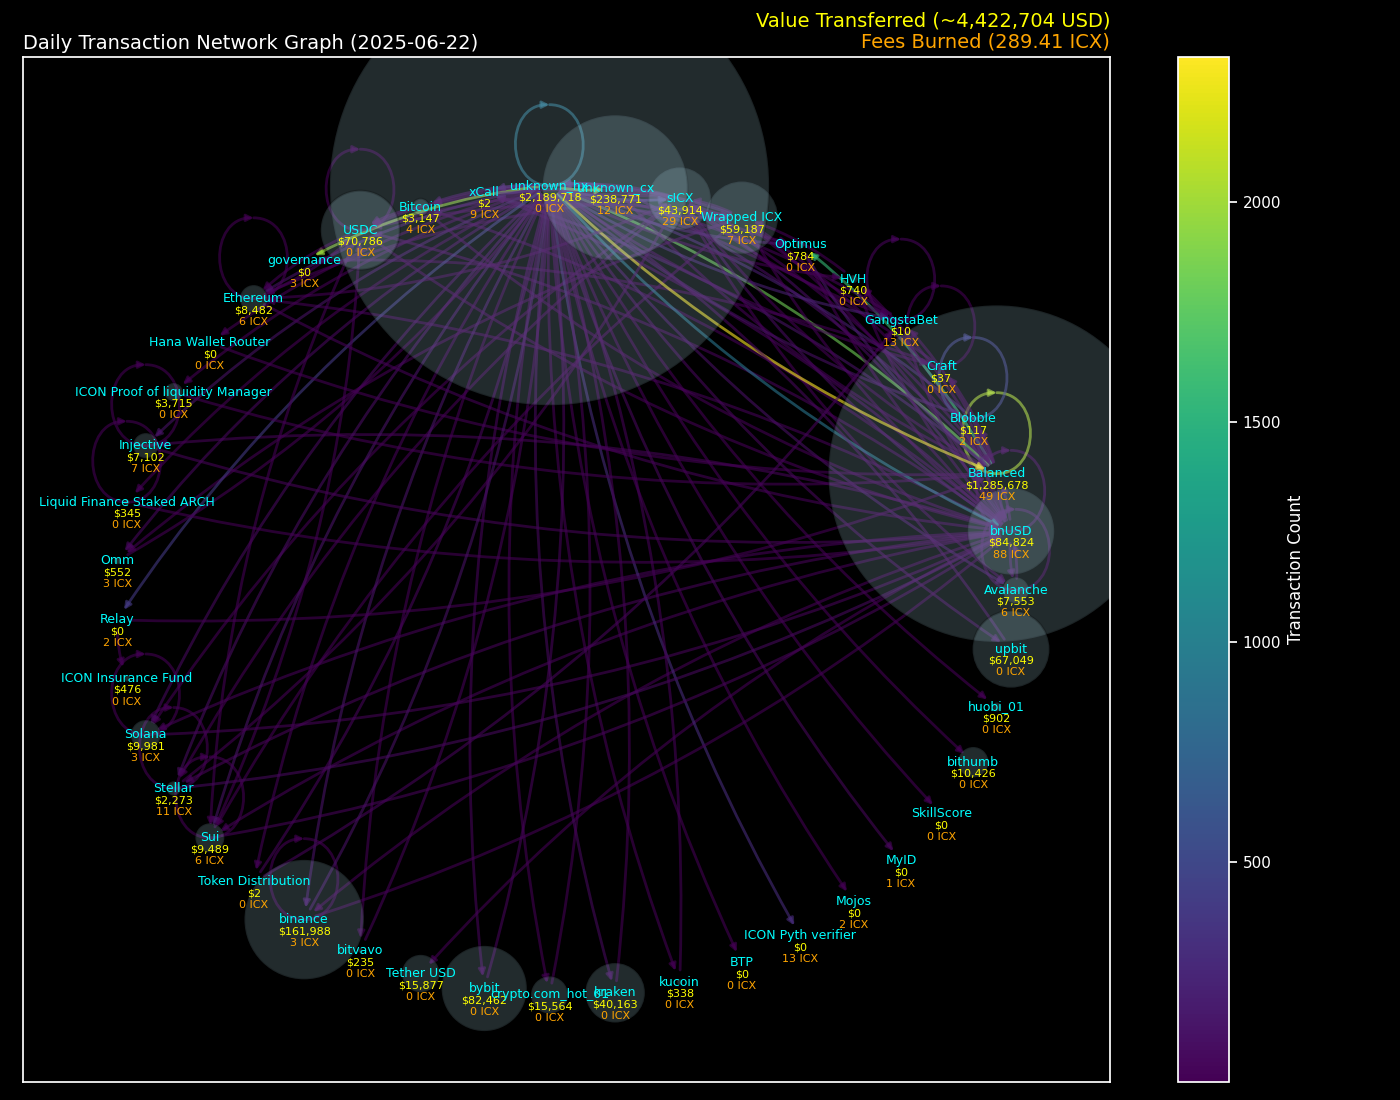 Value Transferred (~4,422,704 USD)
Daily Transaction Network Graph (2025-06-22)
Fees Burned (289.41 ICX)
unknown_hx
$2,189,718
0 ICX
unknown_cx
$238,771
12 ICX
sICX
$43,914
29 ICX
Wrapped ICX
$59,187
7 ICX
Optimus
$784
0 ICX
HVH
$740
0 ICX
GangstaBet
$10
13 ICX
Craft
$37
0 ICX
Blobble
$117
2 ICX
Balanced
$1,285,678
49 ICX
bnUSD
$84,824
88 ICX
Avalanche
$7,553
6 ICX
upbit
$67,049
0 ICX
huobi_01
$902
0 ICX
bithumb
$10,426
0 ICX
SkillScore
$0
0 ICX
MyID
$0
1 ICX
Mojos
$0
2 ICX
ICON Pyth verifier
$0
13 ICX
BTP
$0
0 ICX
kucoin
$338
0 ICX
kraken
$40,163
0 ICX
crypto.com_hot_01
$15,564
0 ICX
bybit
$82,462
0 ICX
Tether USD
$15,877
0 ICX
bitvavo
$235
0 ICX
binance
$161,988
3 ICX
Token Distribution
$2
0 ICX
Sui
$9,489
6 ICX
Stellar
$2,273
11 ICX
Solana
$9,981
3 ICX
ICON Insurance Fund
$476
0 ICX
Relay
$0
2 ICX
Omm
$552
3 ICX
Liquid Finance Staked ARCH
$345
0 ICX
Injective
$7,102
7 ICX
ICON Proof of liquidity Manager
$3,715
0 ICX
Hana Wallet Router
$0
0 ICX
Ethereum
$8,482
6 ICX
governance
$0
3 ICX
USDC
$70,786
0 ICX
Bitcoin
$3,147
4 ICX
xCall
$2
9 ICX
2000
1500
1000
500
Transaction Count